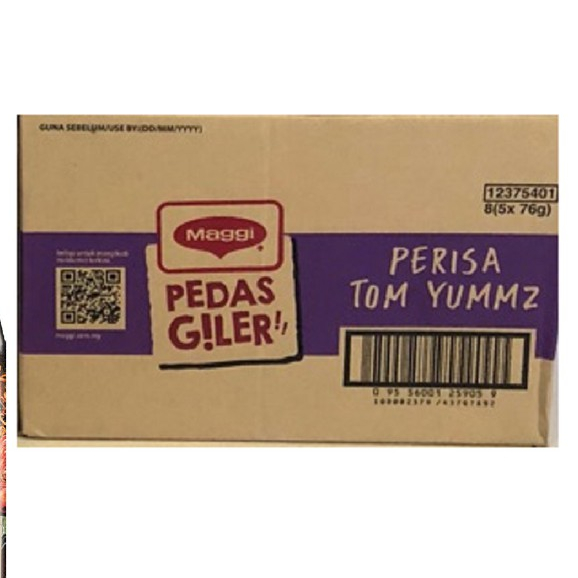 GUNA SEBELUM/USE BY:(DD/MM/YYYY)
12375401
8(5x 76g)
Maggi
PEDAS
G!LER!,,
PERISA
TOM YUMMZ
maggi.com.my
0 95 56001 25905 9